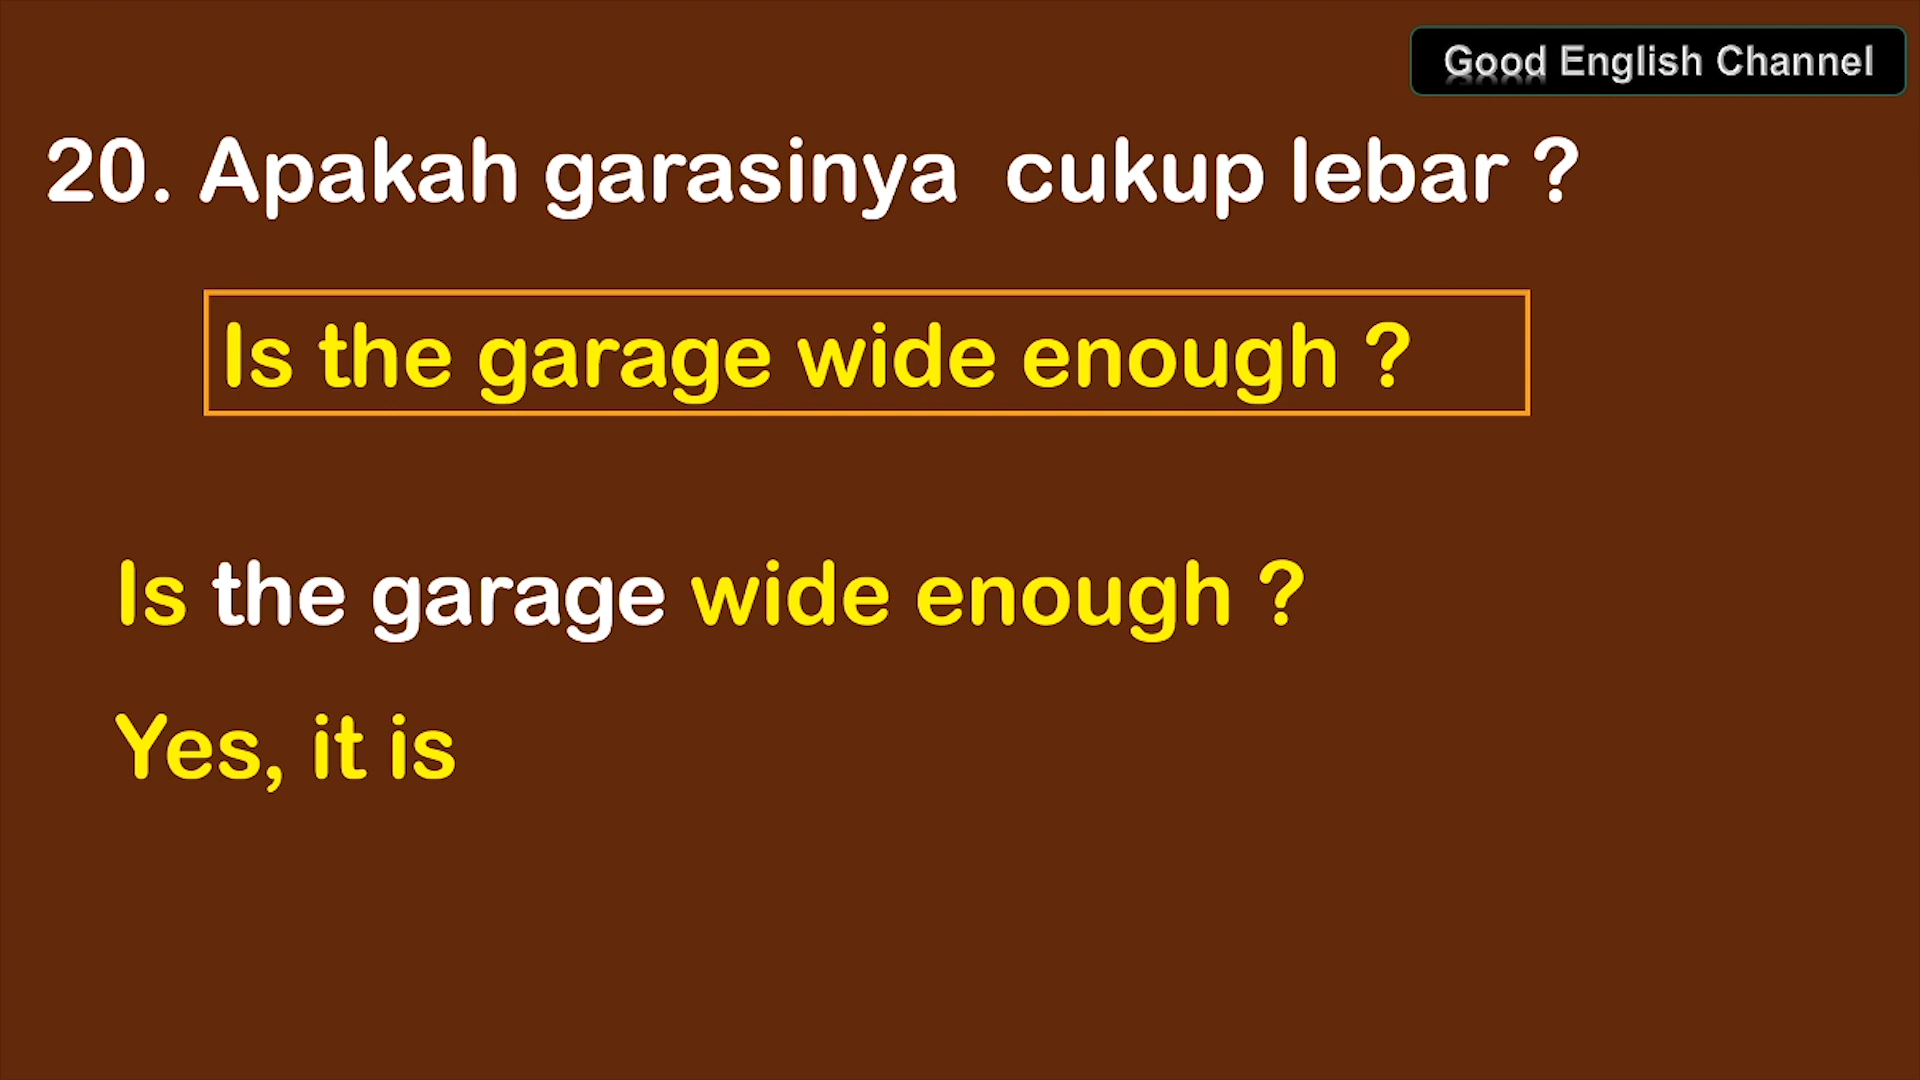 Good English Channel
20. Apakah garasinya cukup lebar ?
Is the garage wide enough ?
Is the garage wide enough ?
Yes, it is